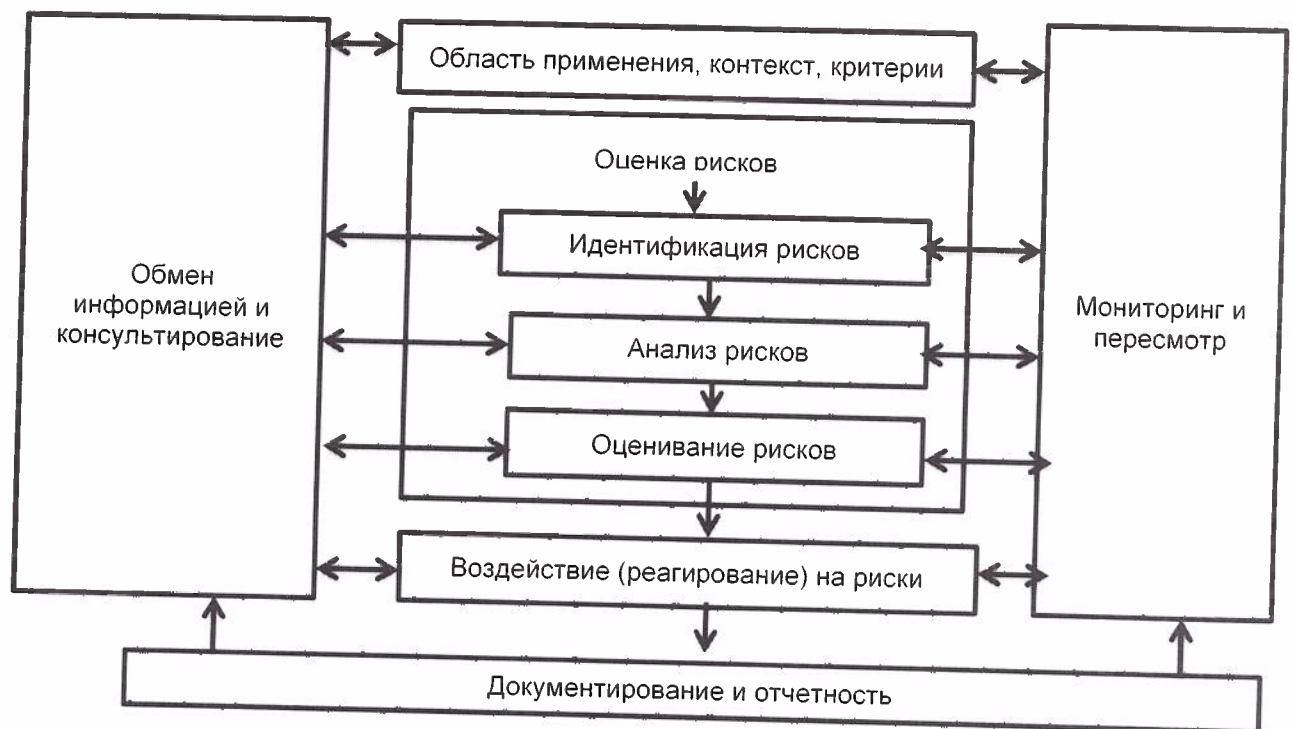 Область применения, контекст, критерии
Оценка рисков
Идентификация рисков
Обмен
информацией и
консультирование
Мониторинг и
пересмотр
Анализ рисков
Оценивание рисков
Воздействие (реагирование) на риски
Документирование и отчетность